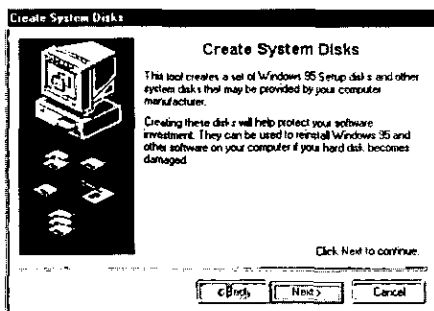 Create System Disks
Create System Disks
This tool creates a set of Windows 95 Setup disks and other
system disks that may be provided by your computer
manufacturer.
Creating these disks will help protect your software
investment. They can be used to reinstall Windows 95 and
other software on your computer if your hard disk becomes
damaged.
Click Next to continue.
< Back
Next >
Cancel